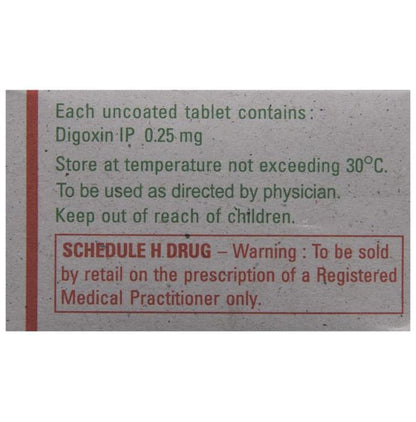 Each uncoated tablet contains :
Digoxin IP 0.25 mg
Store at temperature not exceeding 30°C.
To be used as directed by physician.
Keep out of reach of children.
SCHEDULE H DRUG – Warning : To be sold
by retail on the prescription of a Registered
Medical Practitioner only.